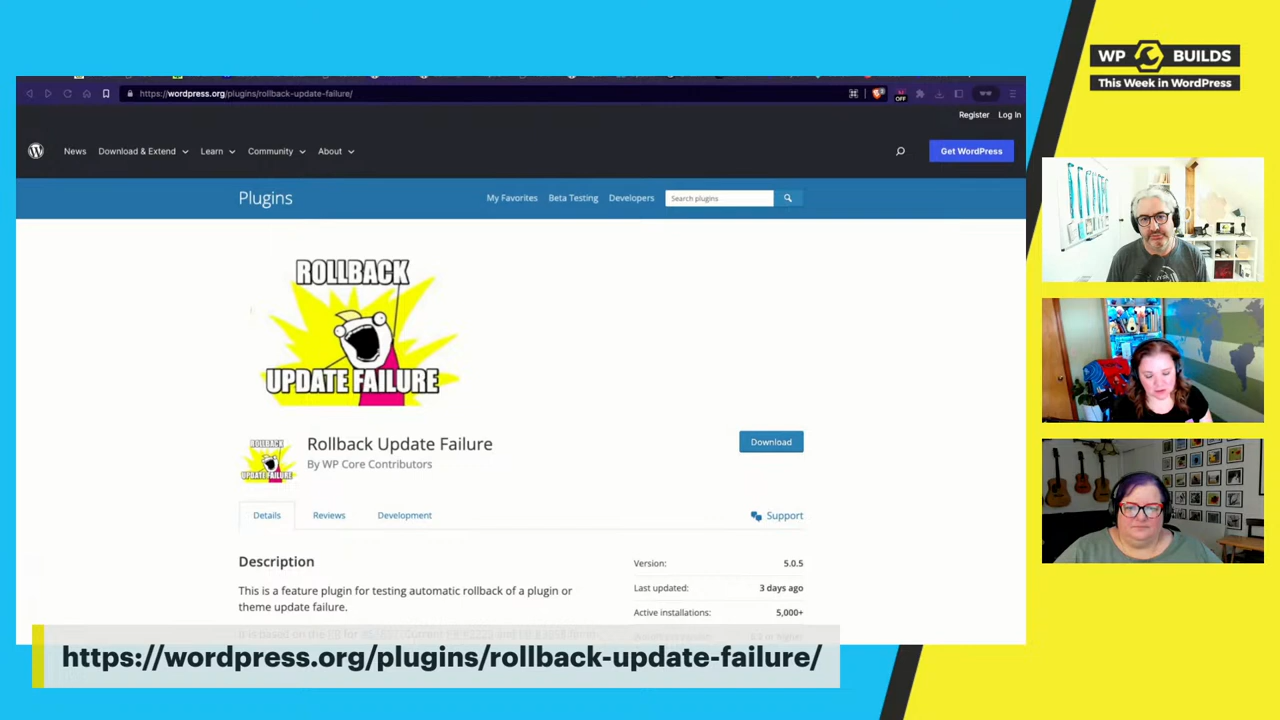 WP BUILDS
This Week in WordPress
https://wordpress.org/plugins/rollback-update-failure/
OFF
Register Log In
News Download & Extend Learn Community About
Get WordPress
Plugins
My Favorites Beta Testing Developers
Search plugins
ROLLBACK
UPDATE FAILURE
ROLLBACK
UPDATE FAILURE
Rollback Update Failure
By WP Core Contributors
Download
Details Reviews Development
Support
Description
Version: 5.0.5
This is a feature plugin for testing automatic rollback of a plugin or
theme update failure.
Last updated: 3 days ago
Active installations: 5,000+
https://wordpress.org/plugins/rollback-update-failure/